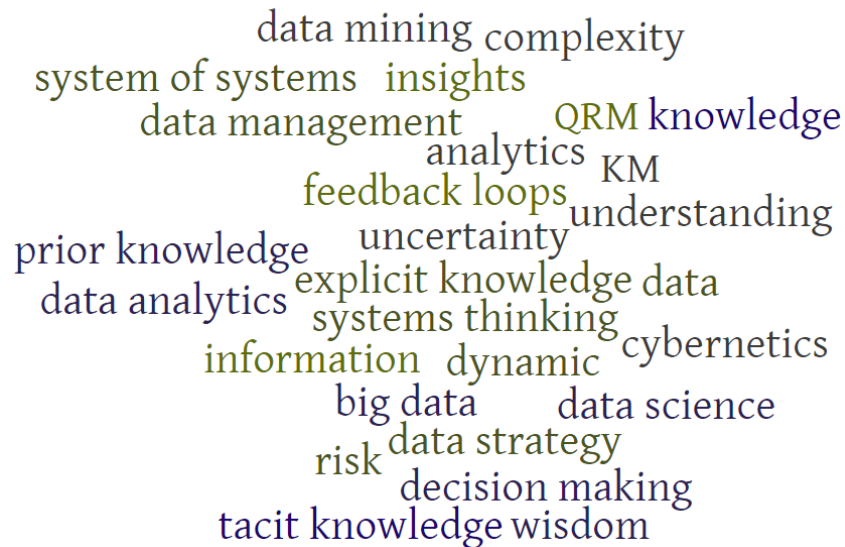 data mining complexity
system of systems insights
data management QRM knowledge
analytics KM
feedback loops understanding
prior knowledge uncertainty
explicit knowledge data
data analytics
systems thinking
information dynamic cybernetics
big data data science
data strategy
risk
decision making
tacit knowledge wisdom